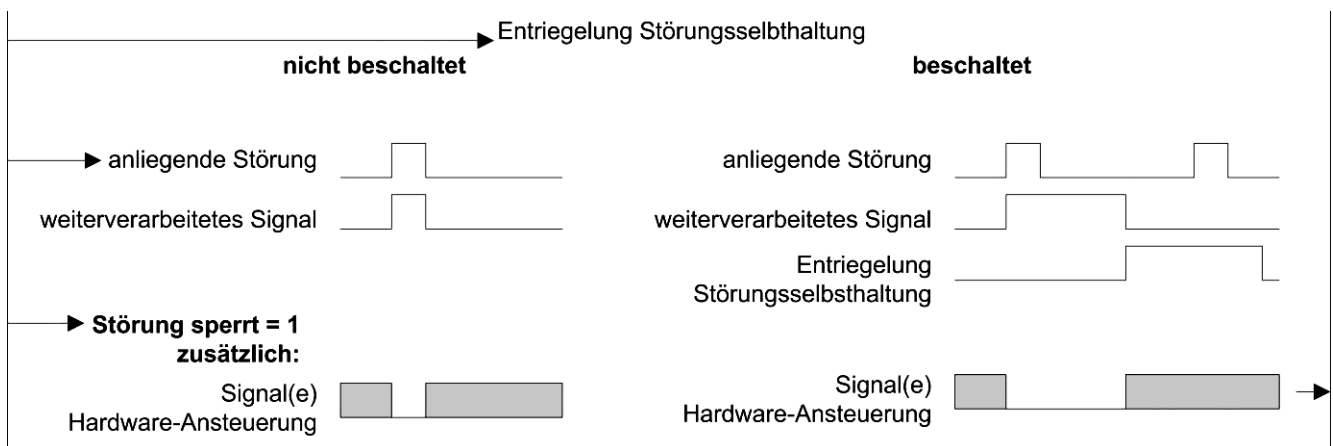 Entriegelung Störungsselbthaltung
nicht beschaltet
beschaltet
anliegende Störung
anliegende Störung
weiterverarbeitetes Signal
weiterverarbeitetes Signal
Entriegelung
Störungsselbsthaltung
Störung sperrt = 1
zusätzlich:
Signal(e)
Hardware-Ansteuerung
Signal(e)
Hardware-Ansteuerung